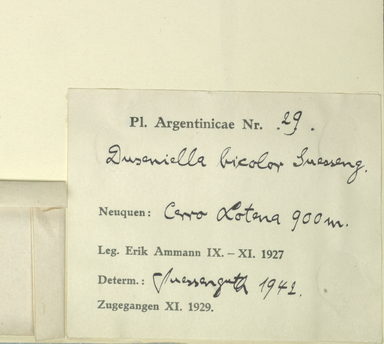 Pl. Argentinicae Nr. 29.
Duseniella bicolor Suesseng.
Neuquen: Cerro Lotena 900 m.
Leg. Erik Ammann IX. – XI. 1927
Determ.: Suessenguth 1942.
Zugegangen XI. 1929.